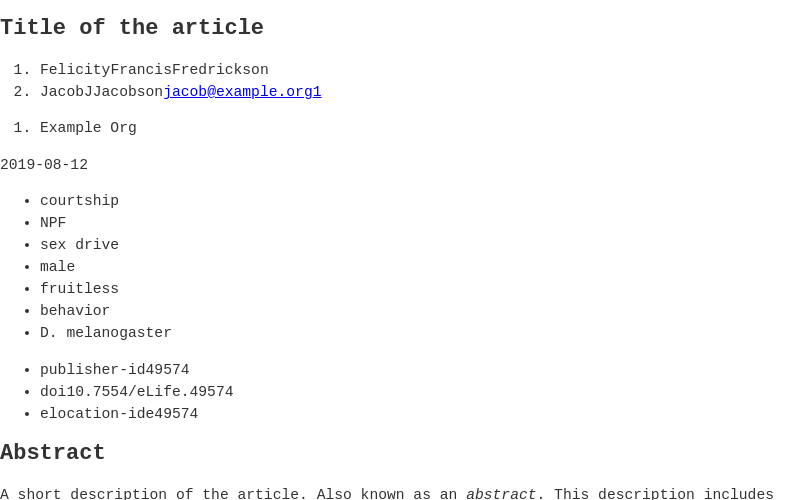 Title of the article
1. FelicityFrancisFredrickson
2. JacobJJacobsonjacob@example.org1
1. Example Org
2019-08-12
• courtship
• NPF
• sex drive
• male
• fruitless
• behavior
• D. melanogaster
• publisher-id49574
• doi10.7554/eLife.49574
• elocation-ide49574
Abstract
A short description of the article. Also known as an abstract. This description includes